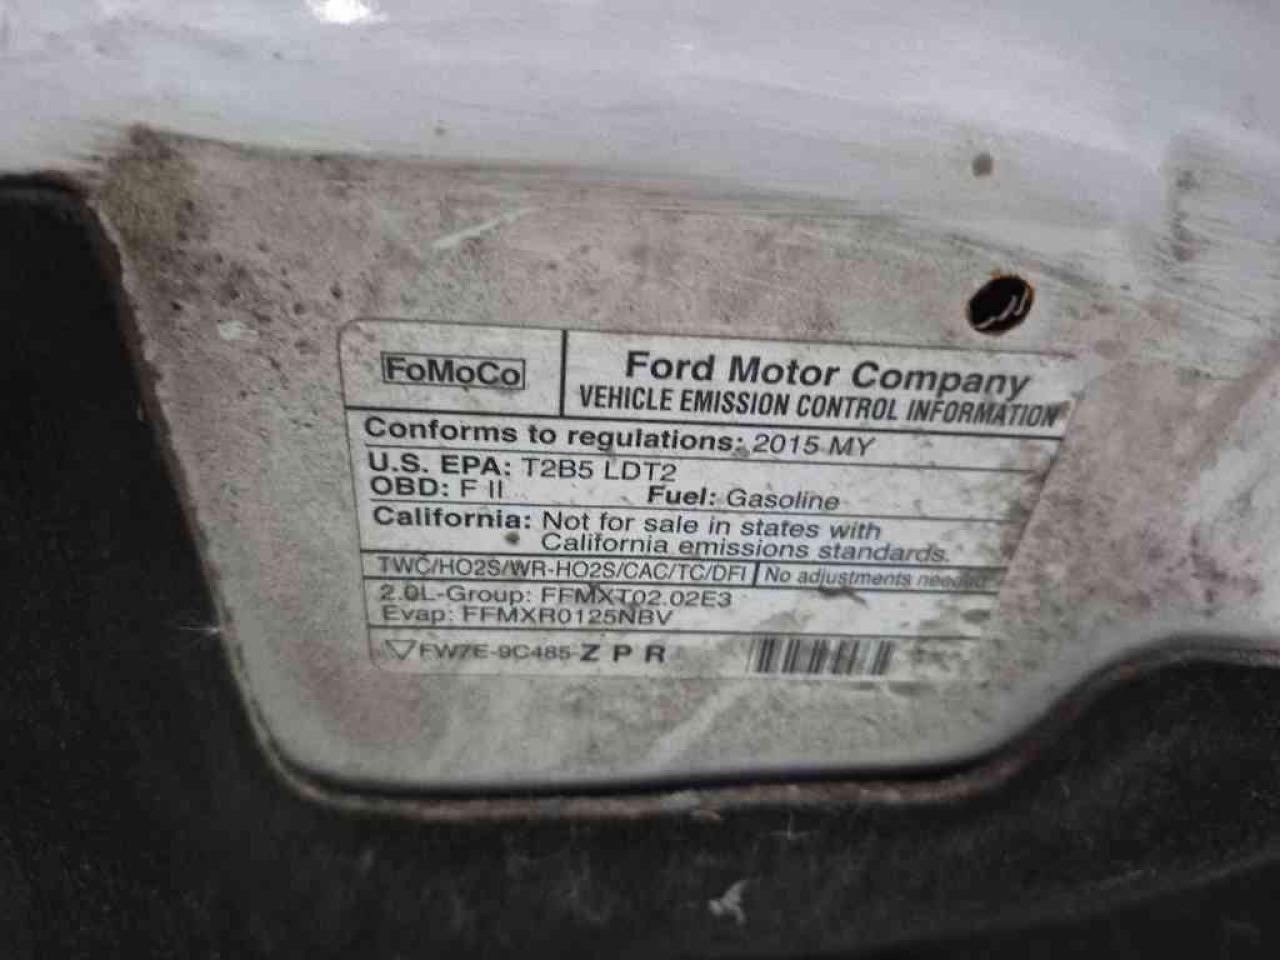 FoMoCo
Ford Motor Company
VEHICLE EMISSION CONTROL INFORMATION
Conforms to regulations: 2015 MY
U.S. EPA: T2B5 LDT2
OBD: F II Fuel: Gasoline
California: Not for sale in states with
California emissions standards.
TWC/HO2S/WR-HO2S/CAC/TC/DFI No adjustments needed.
2.0L-Group: FFMXT02.02E3
Evap: FFMXR0125NBV
FW7E-9C485-Z P R